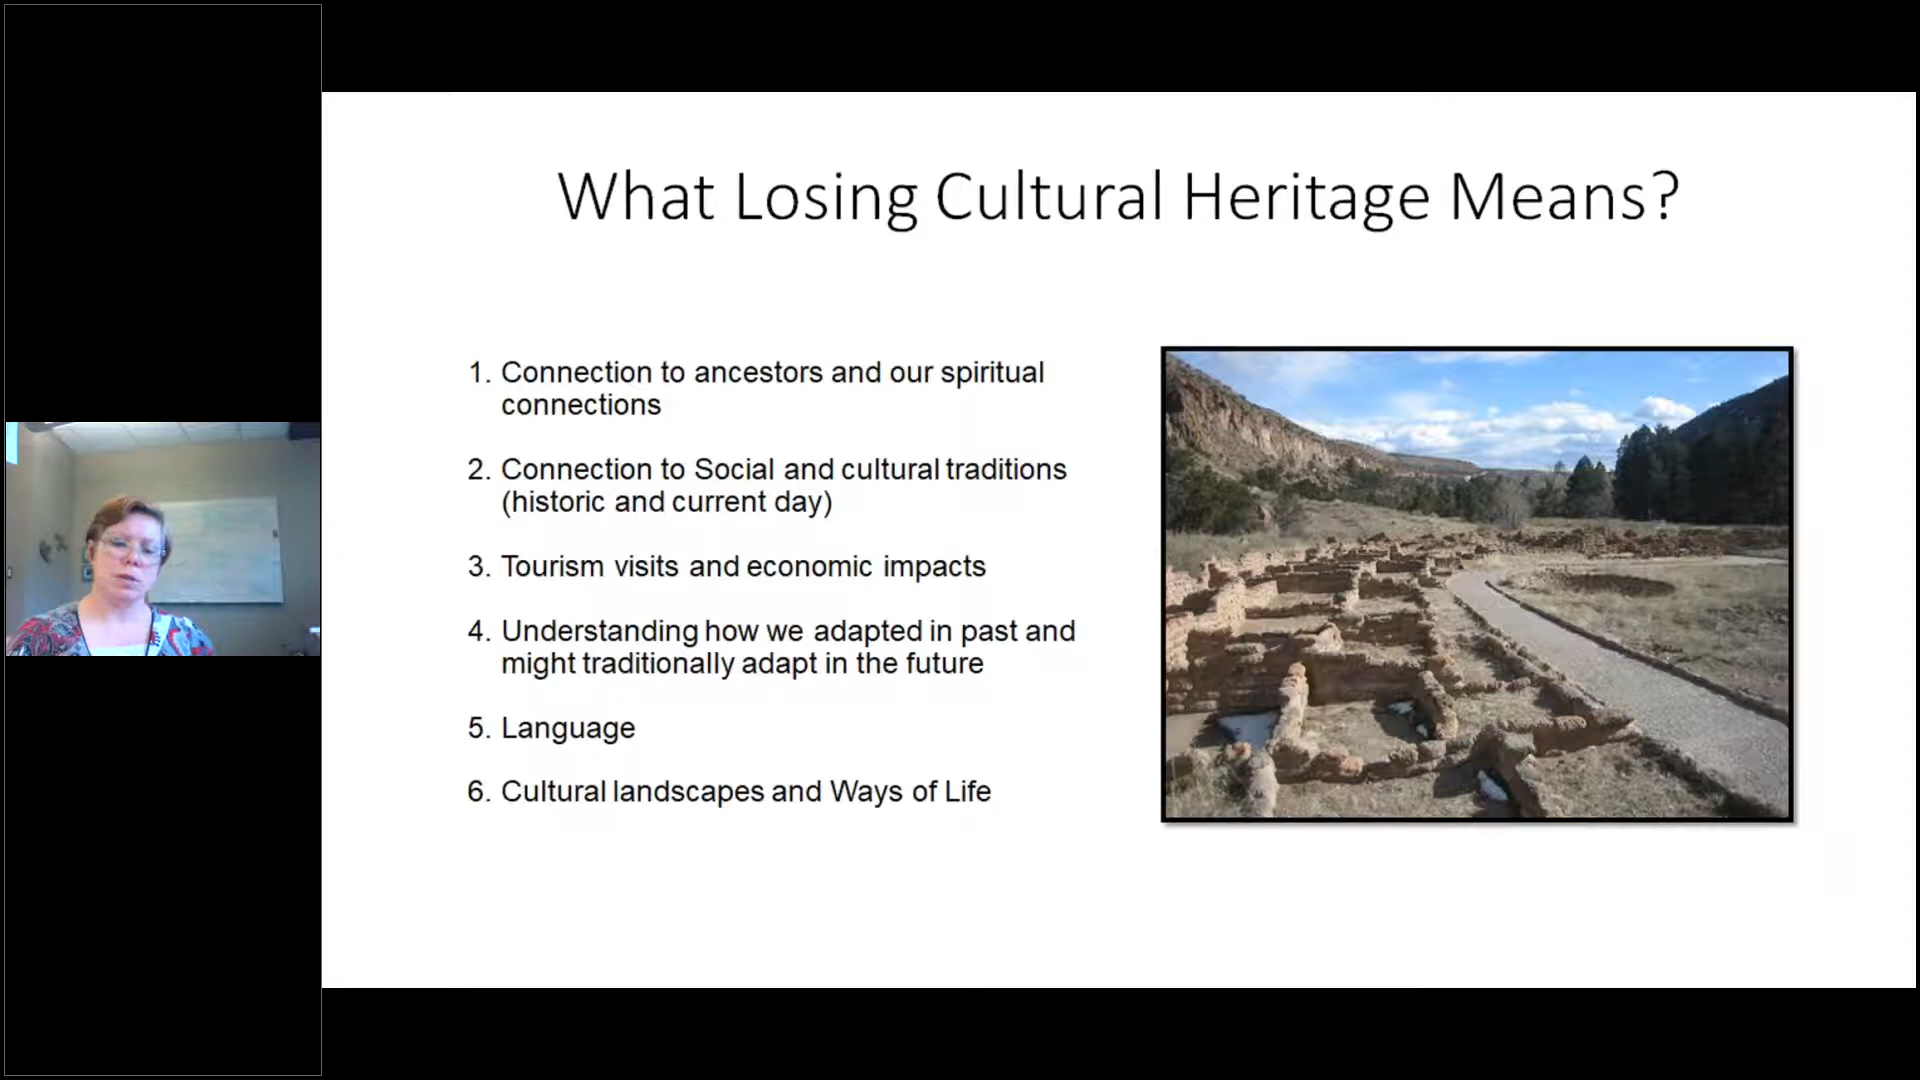 What Losing Cultural Heritage Means?
1. Connection to ancestors and our spiritual
connections
2. Connection to Social and cultural traditions
(historic and current day)
3. Tourism visits and economic impacts
4. Understanding how we adapted in past and
might traditionally adapt in the future
5. Language
6. Cultural landscapes and Ways of Life